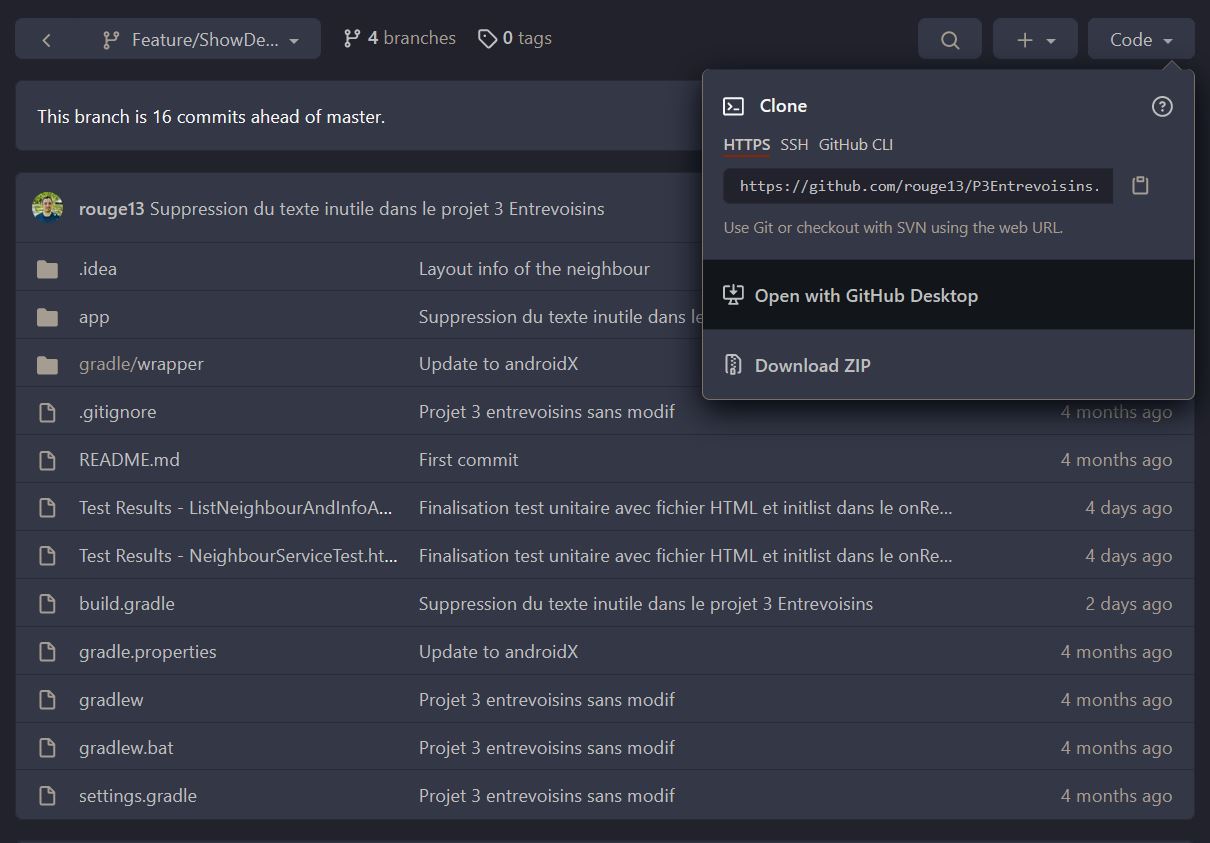 Feature/ShowDe... 4 branches 0 tags Code
This branch is 16 commits ahead of master.
Clone
HTTPS SSH GitHub CLI
https://github.com/rouge13/P3Entrevoisins.
Use Git or checkout with SVN using the web URL.
Open with GitHub Desktop
Download ZIP
rouge13 Suppression du texte inutile dans le projet 3 Entrevoisins
.idea Layout info of the neighbour
app Suppression du texte inutile dans le
gradle/wrapper Update to androidX
.gitignore Projet 3 entrevoisins sans modif 4 months ago
README.md First commit 4 months ago
Test Results - ListNeighbourAndInfoA... Finalisation test unitaire avec fichier HTML et initlist dans le onRe... 4 days ago
Test Results - NeighbourServiceTest.ht... Finalisation test unitaire avec fichier HTML et initlist dans le onRe... 4 days ago
build.gradle Suppression du texte inutile dans le projet 3 Entrevoisins 2 days ago
gradle.properties Update to androidX 4 months ago
gradlew Projet 3 entrevoisins sans modif 4 months ago
gradlew.bat Projet 3 entrevoisins sans modif 4 months ago
settings.gradle Projet 3 entrevoisins sans modif 4 months ago